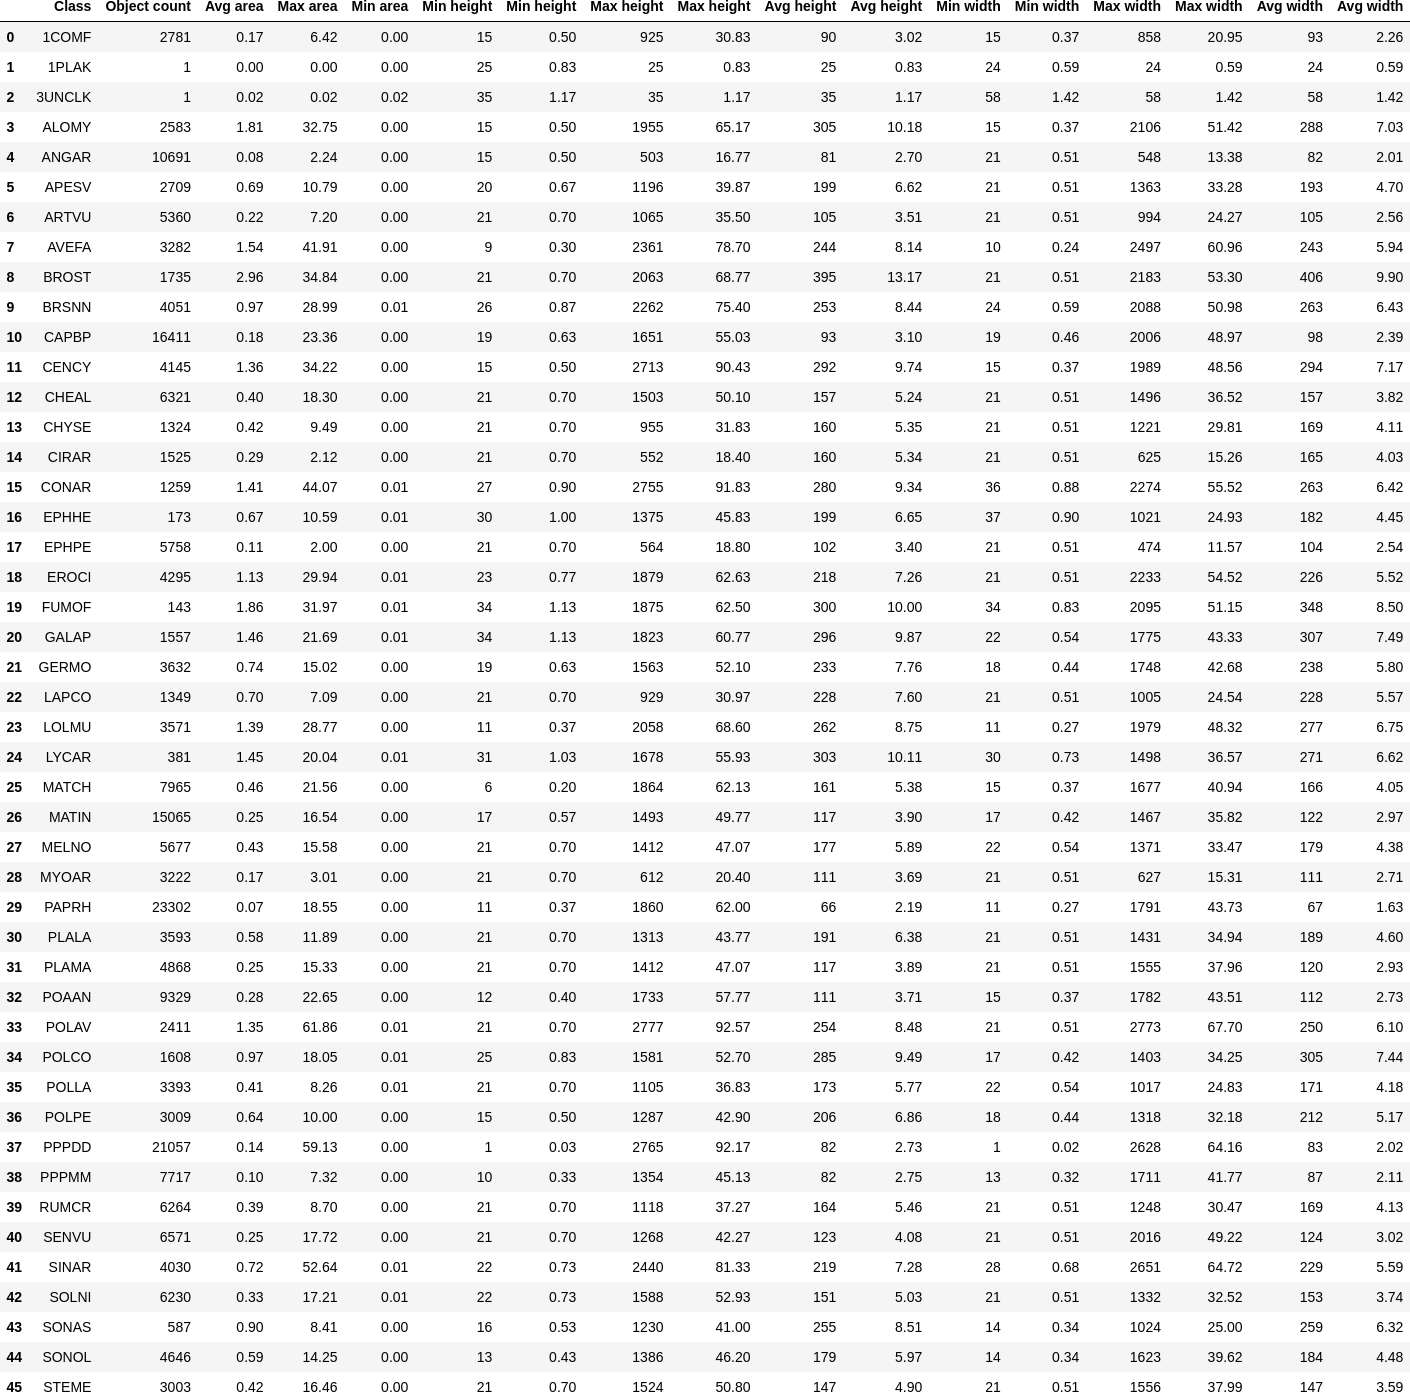 Class Object count Avg area Max area Min area Min height Min height Max height Max height Avg height Avg height Min width Min width Max width Max width Avg width Avg width
0 1COMF 2781 0.17 6.42 0.00 15 0.50 925 30.83 90 3.02 15 0.37 858 20.95 93 2.26
1 1PLAK 1 0.00 0.00 0.00 25 0.83 25 0.83 25 0.83 24 0.59 24 0.59 24 0.59
2 3UNCLK 1 0.02 0.02 0.02 35 1.17 35 1.17 35 1.17 58 1.42 58 1.42 58 1.42
3 ALOMY 2583 1.81 32.75 0.00 15 0.50 1955 65.17 305 10.18 15 0.37 2106 51.42 288 7.03
4 ANGAR 10691 0.08 2.24 0.00 15 0.50 503 16.77 81 2.70 21 0.51 548 13.38 82 2.01
5 APESV 2709 0.69 10.79 0.00 20 0.67 1196 39.87 199 6.62 21 0.51 1363 33.28 193 4.70
6 ARTVU 5360 0.22 7.20 0.00 21 0.70 1065 35.50 105 3.51 21 0.51 994 24.27 105 2.56
7 AVEFA 3282 1.54 41.91 0.00 9 0.30 2361 78.70 244 8.14 10 0.24 2497 60.96 243 5.94
8 BROST 1735 2.96 34.84 0.00 21 0.70 2063 68.77 395 13.17 21 0.51 2183 53.30 406 9.90
9 BRSNN 4051 0.97 28.99 0.01 26 0.87 2262 75.40 253 8.44 24 0.59 2088 50.98 263 6.43
10 CAPBP 16411 0.18 23.36 0.00 19 0.63 1651 55.03 93 3.10 19 0.46 2006 48.97 98 2.39
11 CENCY 4145 1.36 34.22 0.00 15 0.50 2713 90.43 292 9.74 15 0.37 1989 48.56 294 7.17
12 CHEAL 6321 0.40 18.30 0.00 21 0.70 1503 50.10 157 5.24 21 0.51 1496 36.52 157 3.82
13 CHYSE 1324 0.42 9.49 0.00 21 0.70 955 31.83 160 5.35 21 0.51 1221 29.81 169 4.11
14 CIRAR 1525 0.29 2.12 0.00 21 0.70 552 18.40 160 5.34 21 0.51 625 15.26 165 4.03
15 CONAR 1259 1.41 44.07 0.01 27 0.90 2755 91.83 280 9.34 36 0.88 2274 55.52 263 6.42
16 EPHHE 173 0.67 10.59 0.01 30 1.00 1375 45.83 199 6.65 37 0.90 1021 24.93 182 4.45
17 EPHPE 5758 0.11 2.00 0.00 21 0.70 564 18.80 102 3.40 21 0.51 474 11.57 104 2.54
18 EROCI 4295 1.13 29.94 0.01 23 0.77 1879 62.63 218 7.26 21 0.51 2233 54.52 226 5.52
19 FUMOF 143 1.86 31.97 0.01 34 1.13 1875 62.50 300 10.00 34 0.83 2095 51.15 348 8.50
20 GALAP 1557 1.46 21.69 0.01 34 1.13 1823 60.77 296 9.87 22 0.54 1775 43.33 307 7.49
21 GERMO 3632 0.74 15.02 0.00 19 0.63 1563 52.10 233 7.76 18 0.44 1748 42.68 238 5.80
22 LAPCO 1349 0.70 7.09 0.00 21 0.70 929 30.97 228 7.60 21 0.51 1005 24.54 228 5.57
23 LOLMU 3571 1.39 28.77 0.00 11 0.37 2058 68.60 262 8.75 11 0.27 1979 48.32 277 6.75
24 LYCAR 381 1.45 20.04 0.01 31 1.03 1678 55.93 303 10.11 30 0.73 1498 36.57 271 6.62
25 MATCH 7965 0.46 21.56 0.00 6 0.20 1864 62.13 161 5.38 15 0.37 1677 40.94 166 4.05
26 MATIN 15065 0.25 16.54 0.00 17 0.57 1493 49.77 117 3.90 17 0.42 1467 35.82 122 2.97
27 MELNO 5677 0.43 15.58 0.00 21 0.70 1412 47.07 177 5.89 22 0.54 1371 33.47 179 4.38
28 MYOAR 3222 0.17 3.01 0.00 21 0.70 612 20.40 111 3.69 21 0.51 627 15.31 111 2.71
29 PAPRH 23302 0.07 18.55 0.00 11 0.37 1860 62.00 66 2.19 11 0.27 1791 43.73 67 1.63
30 PLALA 3593 0.58 11.89 0.00 21 0.70 1313 43.77 191 6.38 21 0.51 1431 34.94 189 4.60
31 PLAMA 4868 0.25 15.33 0.00 21 0.70 1412 47.07 117 3.89 21 0.51 1555 37.96 120 2.93
32 POAAN 9329 0.28 22.65 0.00 12 0.40 1733 57.77 111 3.71 15 0.37 1782 43.51 112 2.73
33 POLAV 2411 1.35 61.86 0.01 21 0.70 2777 92.57 254 8.48 21 0.51 2773 67.70 250 6.10
34 POLCO 1608 0.97 18.05 0.01 25 0.83 1581 52.70 285 9.49 17 0.42 1403 34.25 305 7.44
35 POLLA 3393 0.41 8.26 0.01 21 0.70 1105 36.83 173 5.77 22 0.54 1017 24.83 171 4.18
36 POLPE 3009 0.64 10.00 0.00 15 0.50 1287 42.90 206 6.86 18 0.44 1318 32.18 212 5.17
37 PPPDD 21057 0.14 59.13 0.00 1 0.03 2765 92.17 82 2.73 1 0.02 2628 64.16 83 2.02
38 PPPMM 7717 0.10 7.32 0.00 10 0.33 1354 45.13 82 2.75 13 0.32 1711 41.77 87 2.11
39 RUMCR 6264 0.39 8.70 0.00 21 0.70 1118 37.27 164 5.46 21 0.51 1248 30.47 169 4.13
40 SENVU 6571 0.25 17.72 0.00 21 0.70 1268 42.27 123 4.08 21 0.51 2016 49.22 124 3.02
41 SINAR 4030 0.72 52.64 0.01 22 0.73 2440 81.33 219 7.28 28 0.68 2651 64.72 229 5.59
42 SOLNI 6230 0.33 17.21 0.01 22 0.73 1588 52.93 151 5.03 21 0.51 1332 32.52 153 3.74
43 SONAS 587 0.90 8.41 0.00 16 0.53 1230 41.00 255 8.51 14 0.34 1024 25.00 259 6.32
44 SONOL 4646 0.59 14.25 0.00 13 0.43 1386 46.20 179 5.97 14 0.34 1623 39.62 184 4.48
45 STEME 3003 0.42 16.46 0.00 21 0.70 1524 50.80 147 4.90 21 0.51 1556 37.99 147 3.59